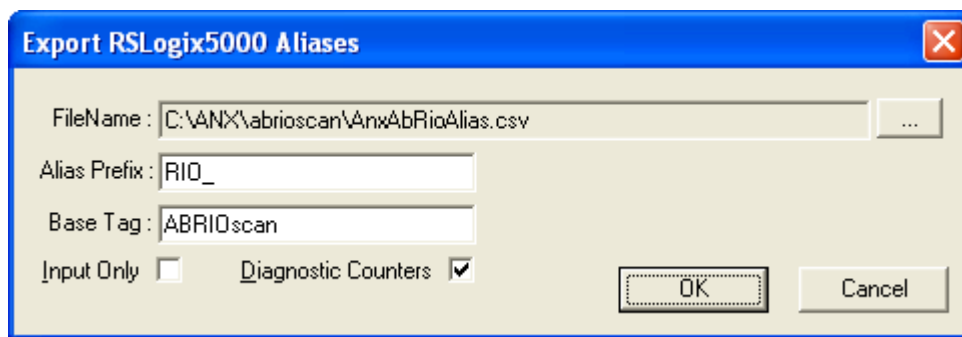 Export RSLogix5000 Aliases
FileName : C:\ANX\abrioscan\AnxAbRioAlias.csv ...
Alias Prefix : RIO_
Base Tag : ABRIOscan
Input Only Diagnostic Counters
OK Cancel